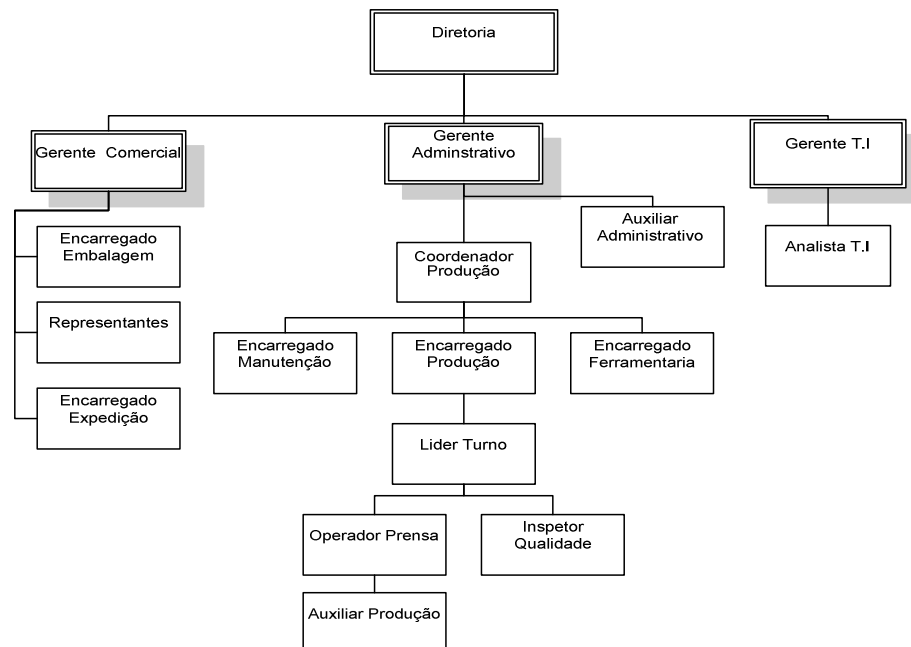 Diretoria
Gerente Comercial
Gerente
Adminstrativo
Gerente T.I
Auxiliar
Administrativo
Analista T.I
Encarregado
Embalagem
Coordenador
Produção
Representantes
Encarregado
Manutenção
Encarregado
Produção
Encarregado
Ferramentaria
Encarregado
Expedição
Lider Turno
Operador Prensa
Inspetor
Qualidade
Auxiliar Produção